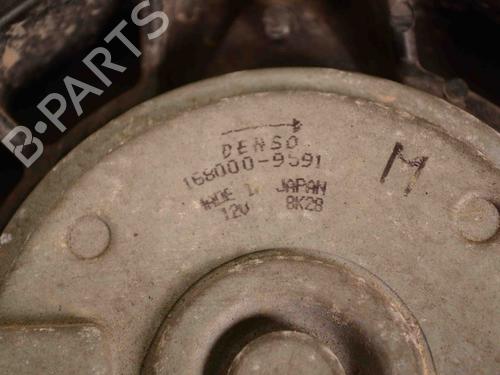 DENSO
168000-9591
MADE IN JAPAN
12V 8K28
M
B-PARTS